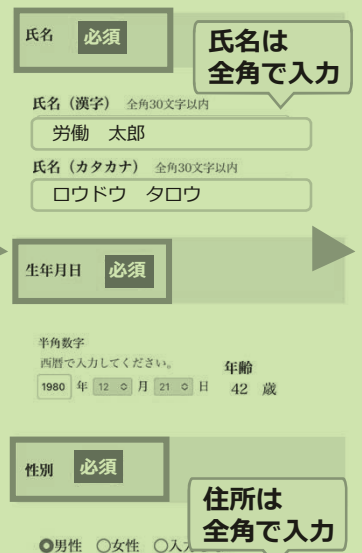 氏名 必須
氏名は
全角で入力
氏名（漢字） 全角30文字以内
労働　太郎
氏名（カタカナ） 全角30文字以内
ロウドウ　タロウ
生年月日 必須
半角数字
西暦で入力してください。 年齢
1980 年 12 月 21 日 42 歳
性別 必須
住所は
全角で入力
男性 女性